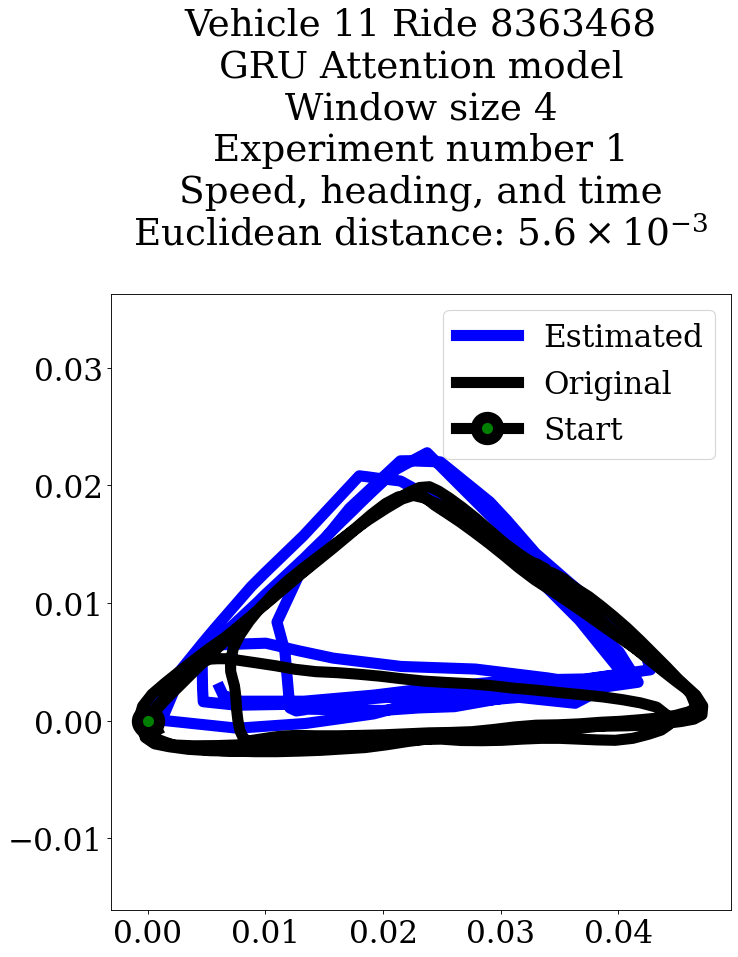 Vehicle 11 Ride 8363468
GRU Attention model
Window size 4
Experiment number 1
Speed, heading, and time
Euclidean distance: 5.6 × 10⁻³
Estimated
Original
Start
0.03
0.02
0.01
0.00
−0.01
0.00 0.01 0.02 0.03 0.04